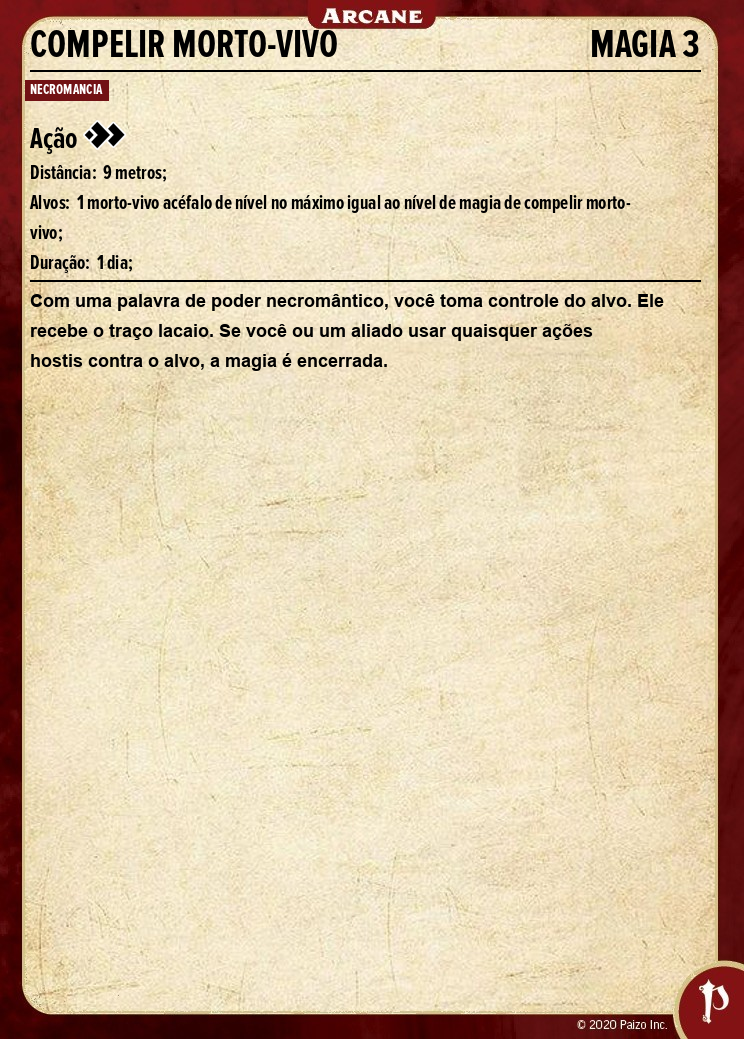 ARCANE
COMPELIR MORTO-VIVO MAGIA 3
NECROMANCIA
Ação
Distância: 9 metros;
Alvos: 1 morto-vivo acéfalo de nível no máximo igual ao nível de magia de compelir morto-
vivo;
Duração: 1 dia;
Com uma palavra de poder necromântico, você toma controle do alvo. Ele
recebe o traço lacaio. Se você ou um aliado usar quaisquer ações
hostis contra o alvo, a magia é encerrada.
© 2020 Paizo Inc.
P